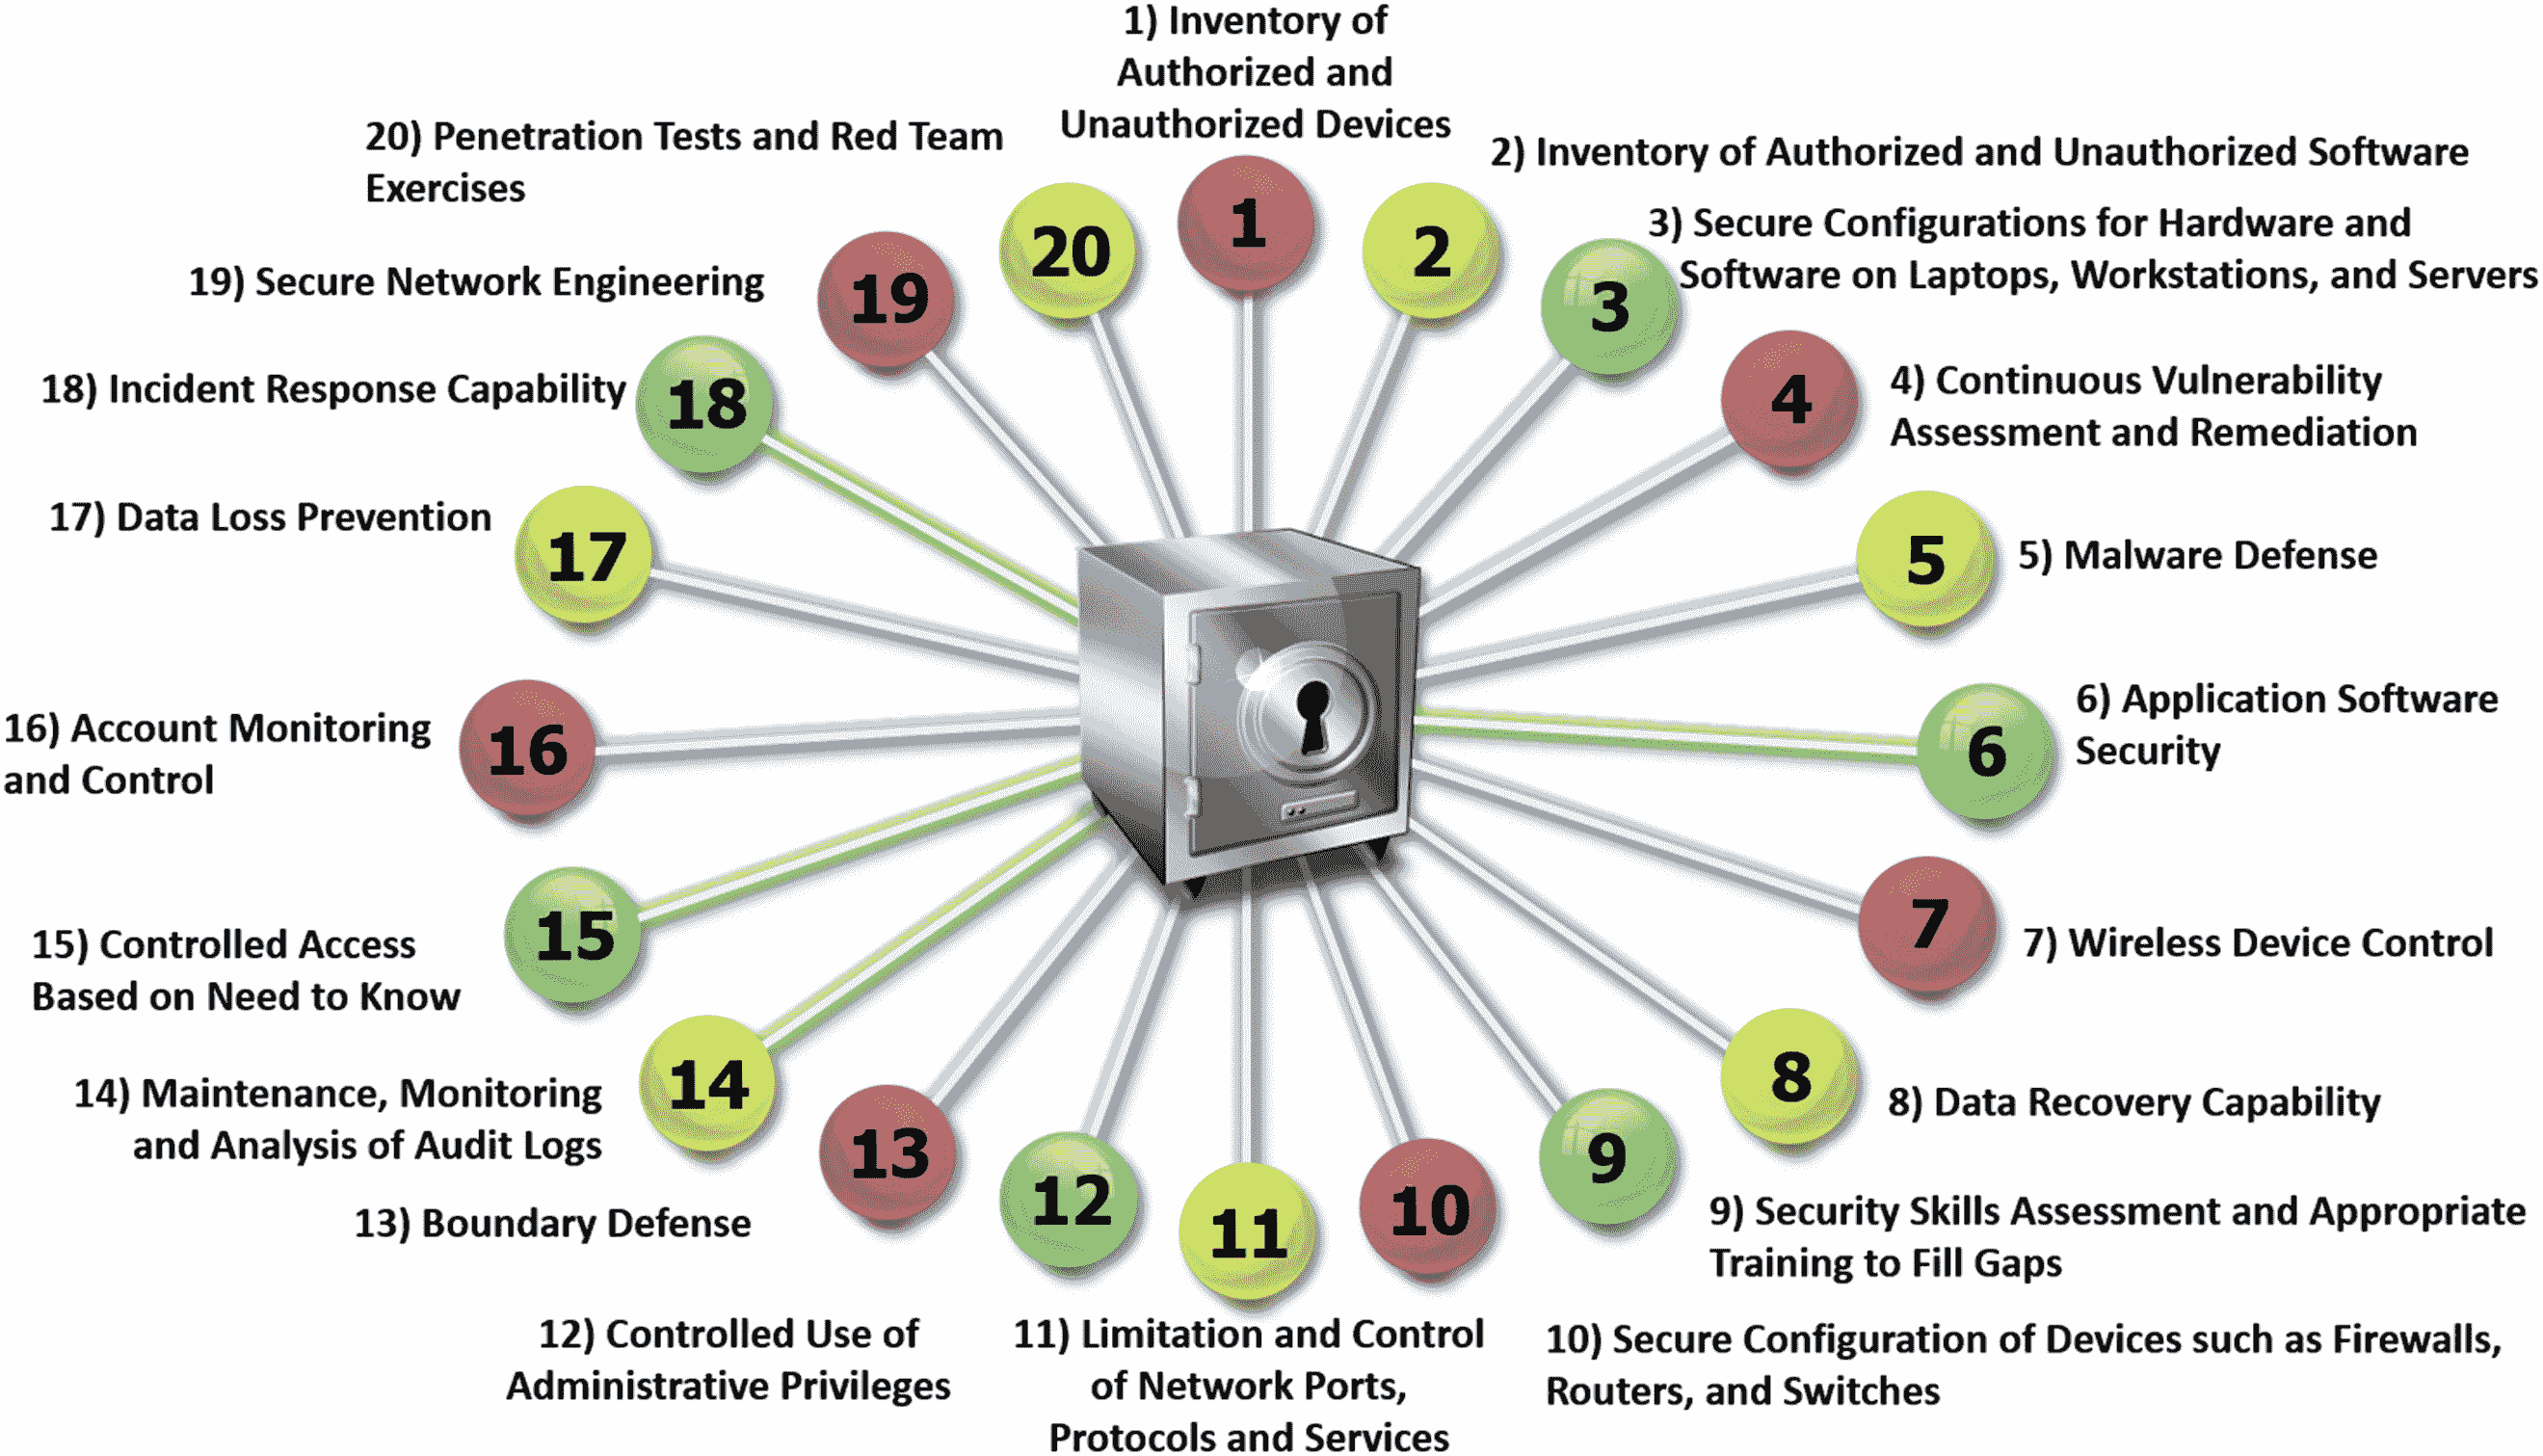 1) Inventory of
Authorized and
Unauthorized Devices
2) Inventory of Authorized and Unauthorized Software
3) Secure Configurations for Hardware and
Software on Laptops, Workstations, and Servers
4) Continuous Vulnerability
Assessment and Remediation
5) Malware Defense
6) Application Software
Security
7) Wireless Device Control
8) Data Recovery Capability
9) Security Skills Assessment and Appropriate
Training to Fill Gaps
10) Secure Configuration of Devices such as Firewalls,
Routers, and Switches
11) Limitation and Control
of Network Ports,
Protocols and Services
12) Controlled Use of
Administrative Privileges
13) Boundary Defense
14) Maintenance, Monitoring
and Analysis of Audit Logs
15) Controlled Access
Based on Need to Know
16) Account Monitoring
and Control
17) Data Loss Prevention
18) Incident Response Capability
19) Secure Network Engineering
20) Penetration Tests and Red Team
Exercises
1
2
3
4
5
6
7
8
9
10
11
12
13
14
15
16
17
18
19
20